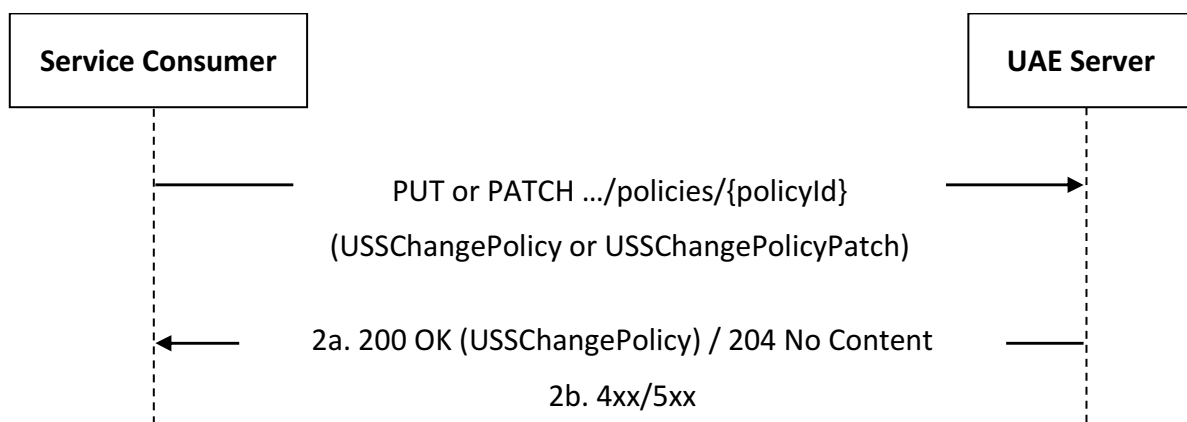 Service Consumer
UAE Server
PUT or PATCH …/policies/{policyId}
(USSChangePolicy or USSChangePolicyPatch)
2a. 200 OK (USSChangePolicy) / 204 No Content
2b. 4xx/5xx